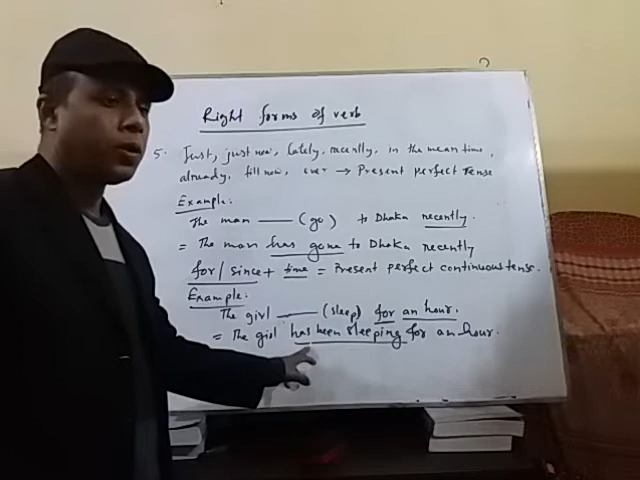 Right forms of verb
5. Just, just now, lately, recently, in the mean time,
already, till now, ever → Present perfect Tense
Example:
The man —— (go) to Dhaka recently.
= The man has gone to Dhaka recently
for/since + time = Present perfect continuous tense.
Example:
The girl —— (sleep) for an hour.
= The girl has been sleeping for an hour.